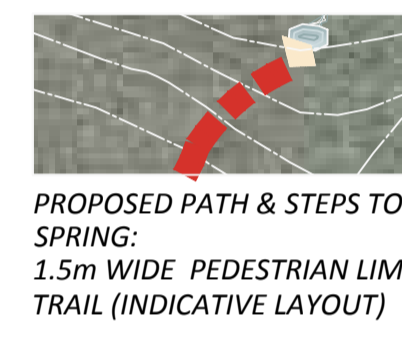 PROPOSED PATH & STEPS TO
SPRING:
1.5m WIDE PEDESTRIAN LIM
TRAIL (INDICATIVE LAYOUT)